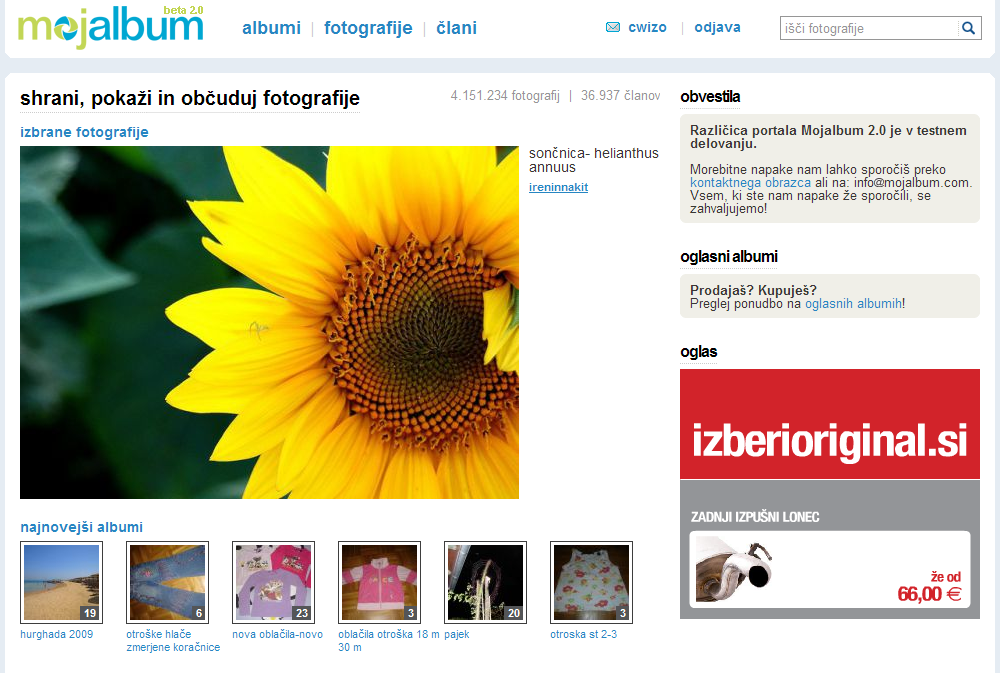 mojalbum beta 2.0
albumi | fotografije | člani
cwizo | odjava
išči fotografije
shrani, pokaži in občuduj fotografije
4.151.234 fotografij | 36.937 članov
izbrane fotografije
sončnica- helianthus
annuus
ireninnakit
najnovejši albumi
19
hurghada 2009
6
otroške hlače
zmerjene koračnice
23
nova oblačila-novo
3
oblačila otroška 18 m
30 m
20
pajek
3
otroska st 2-3
obvestila
Različica portala Mojalbum 2.0 je v testnem
delovanju.
Morebitne napake nam lahko sporočiš preko
kontaktnega obrazca ali na: info@mojalbum.com.
Vsem, ki ste nam napake že sporočili, se
zahvaljujemo!
oglasni albumi
Prodajaš? Kupuješ?
Preglej ponudbo na oglasnih albumih!
oglas
izberioriginal.si
ZADNJI IZPUŠNI LONEC
že od
66,00 €